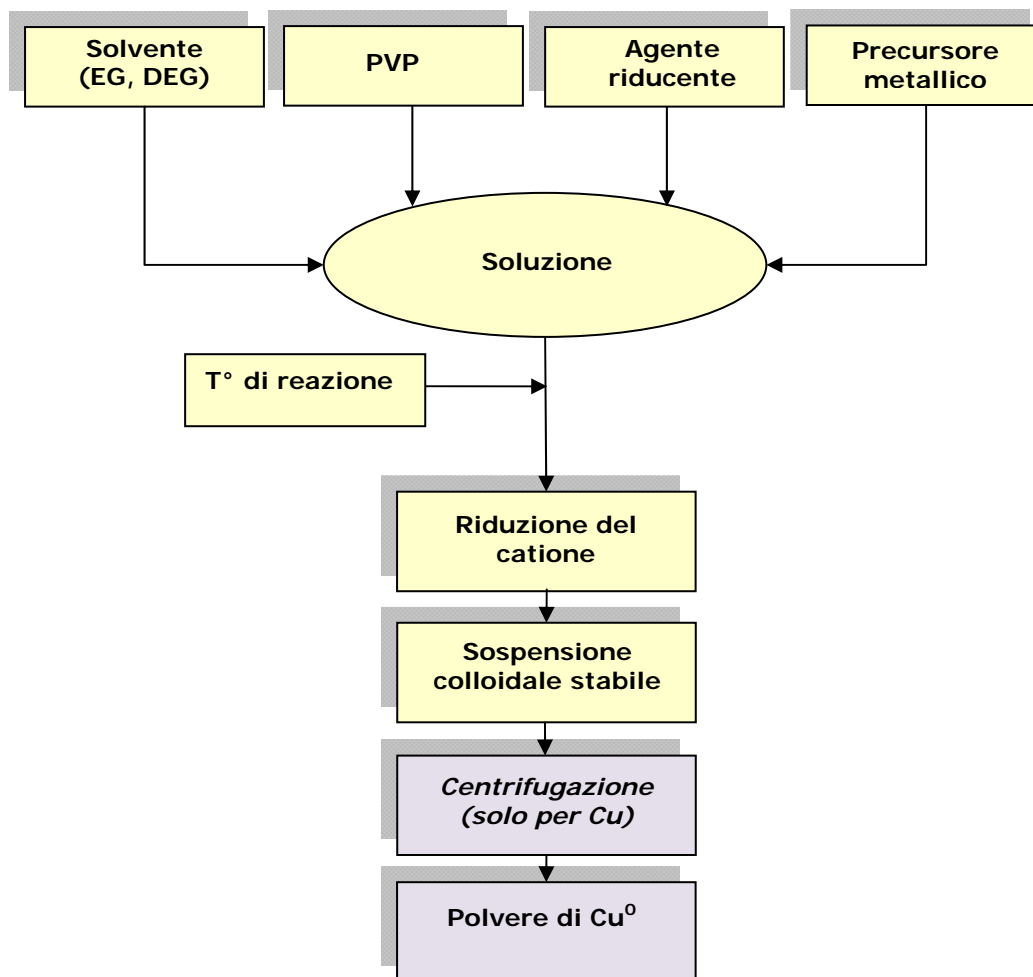 Solvente
(EG, DEG)
PVP
Agente
riducente
Precursore
metallico
Soluzione
T° di reazione
Riduzione del
catione
Sospensione
colloidale stabile
Centrifugazione
(solo per Cu)
Polvere di Cu⁰